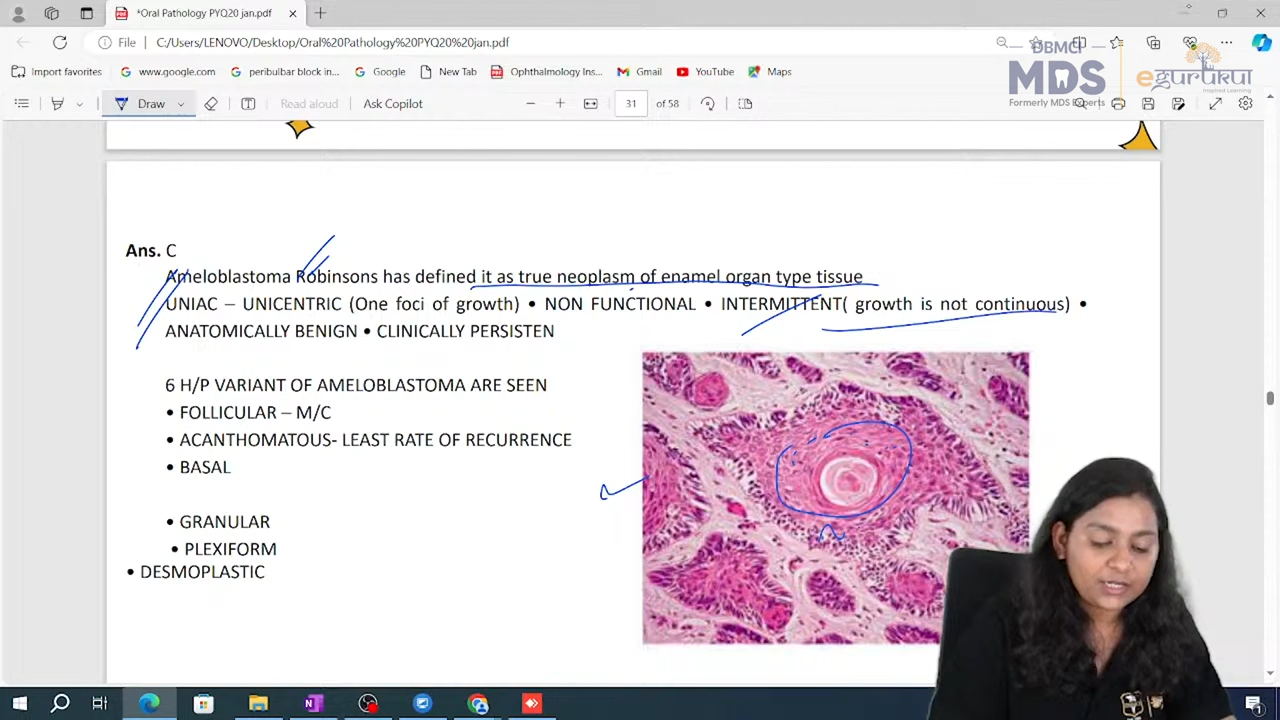 *Oral Pathology PYQ20 jan.pdf
File C:/Users/LENOVO/Desktop/Oral%20Pathology%20PYQ20%20jan.pdf
DBMCI
MDS
Formerly MDS Experts
egurukul
Inspired Learning
Import favorites www.google.com peribulbar block in... Google New Tab Ophthalmology Ins... Gmail YouTube Maps
Draw Read aloud Ask Copilot 31 of 58
Ans. C
Ameloblastoma Robinsons has defined it as true neoplasm of enamel organ type tissue
UNIAC – UNICENTRIC (One foci of growth) • NON FUNCTIONAL • INTERMITTENT( growth is not continuous) •
ANATOMICALLY BENIGN • CLINICALLY PERSISTEN
6 H/P VARIANT OF AMELOBLASTOMA ARE SEEN
• FOLLICULAR – M/C
• ACANTHOMATOUS- LEAST RATE OF RECURRENCE
• BASAL
• GRANULAR
• PLEXIFORM
• DESMOPLASTIC